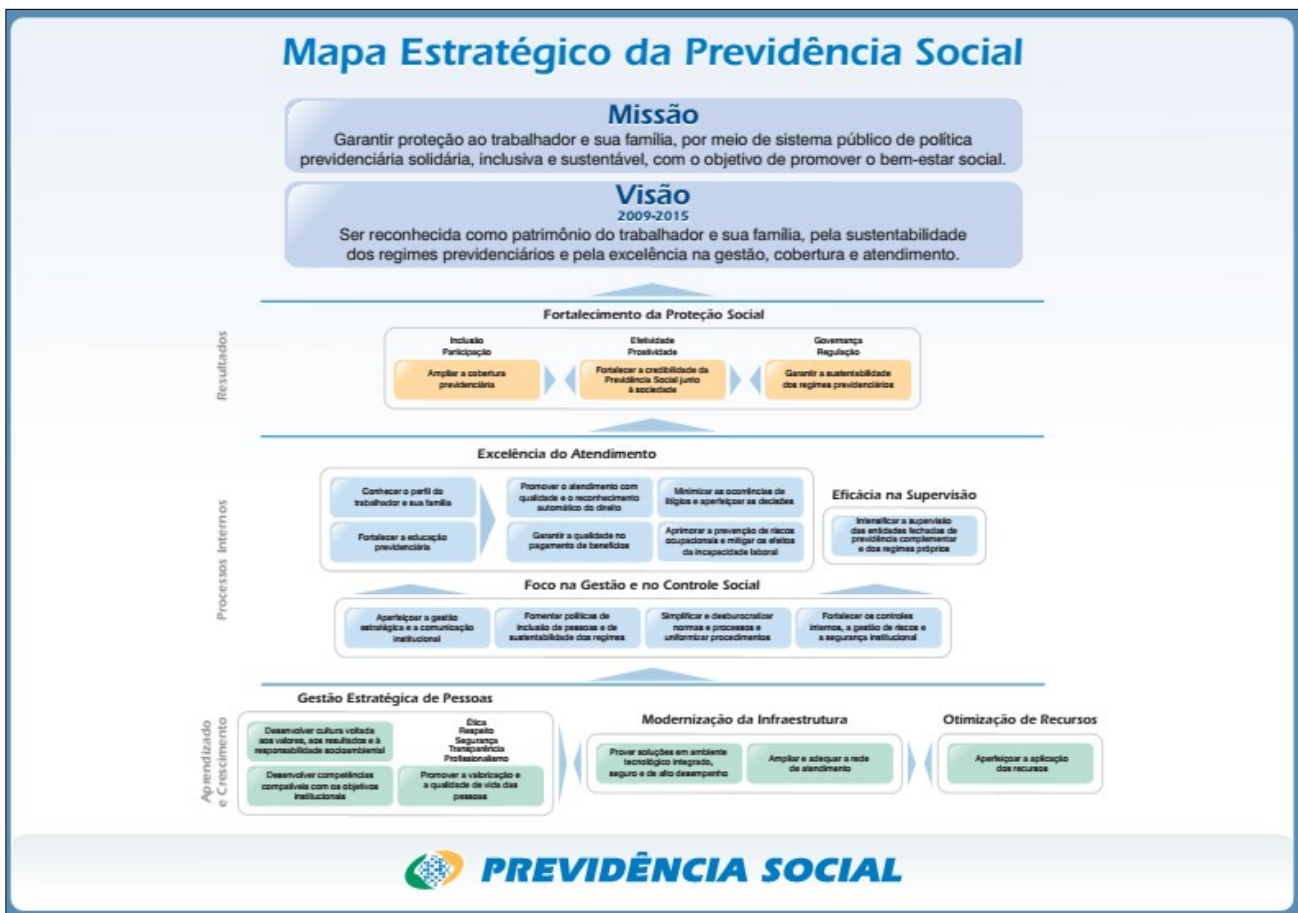 Mapa Estratégico da Previdência Social
Missão
Garantir proteção ao trabalhador e sua família, por meio de sistema público de política
previdenciária solidária, inclusiva e sustentável, com o objetivo de promover o bem-estar social.
Visão
2009-2015
Ser reconhecida como patrimônio do trabalhador e sua família, pela sustentabilidade
dos regimes previdenciários e pela excelência na gestão, cobertura e atendimento.
Resultados
Fortalecimento da Proteção Social
Inclusão
Participação
Ampliar a cobertura
previdenciária
Efetividade
Proatividade
Fortalecer a credibilidade da
Previdência Social junto
à sociedade
Governança
Regulação
Garantir a sustentabilidade
dos regimes previdenciários
Processos Internos
Excelência do Atendimento
Conhecer o perfil do
trabalhador e sua família
Fortalecer a educação
previdenciária
Promover o atendimento com
qualidade e o reconhecimento
automático do direito
Garantir a qualidade no
pagamento de benefícios
Minimizar as ocorrências de
litígios e aperfeiçoar as decisões
Aprimorar a prevenção de riscos
ocupacionais e mitigar os efeitos
da incapacidade laboral
Eficácia na Supervisão
Intensificar a supervisão
das entidades fechadas de
previdência complementar
e dos regimes próprios
Foco na Gestão e no Controle Social
Aperfeiçoar a gestão
estratégica e a comunicação
institucional
Fomentar políticas de
inclusão de pessoas e de
sustentabilidade dos regimes
Simplificar e desburocratizar
normas e processos e
uniformizar procedimentos
Fortalecer os controles
internos, a gestão de riscos e
a segurança institucional
Aprendizado
e Crescimento
Gestão Estratégica de Pessoas
Desenvolver cultura voltada
aos valores, aos resultados e à
responsabilidade socioambiental
Desenvolver competências
compatíveis com os objetivos
institucionais
Ética
Respeito
Segurança
Transparência
Profissionalismo
Promover a valorização e
a qualidade de vida das
pessoas
Modernização da Infraestrutura
Prover soluções em ambiente
tecnológico integrado,
seguro e de alto desempenho
Ampliar e adequar a rede
de atendimento
Otimização de Recursos
Aperfeiçoar a aplicação
dos recursos
PREVIDÊNCIA SOCIAL